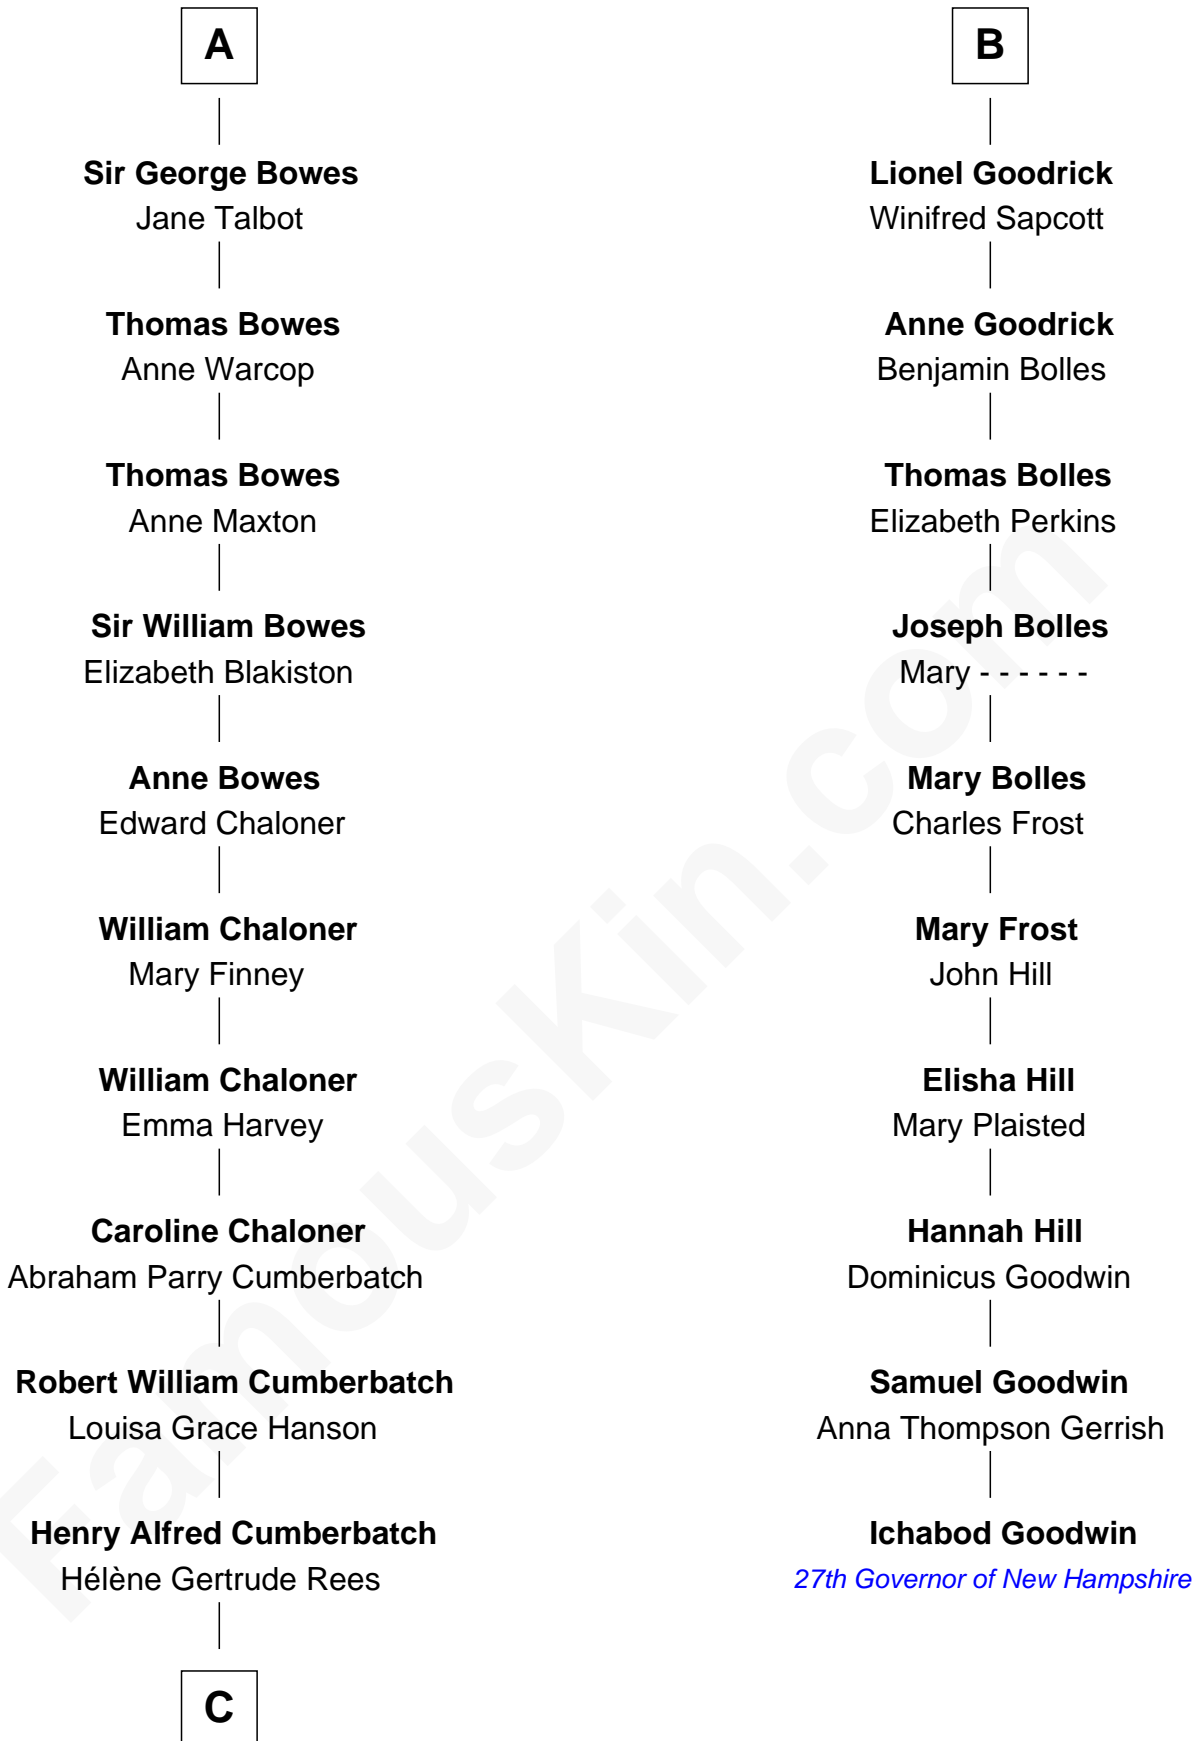 A
Sir George Bowes
Jane Talbot
Thomas Bowes
Anne Warcop
Thomas Bowes
Anne Maxton
Sir William Bowes
Elizabeth Blakiston
Anne Bowes
Edward Chaloner
William Chaloner
Mary Finney
William Chaloner
Emma Harvey
Caroline Chaloner
Abraham Parry Cumberbatch
Robert William Cumberbatch
Louisa Grace Hanson
Henry Alfred Cumberbatch
Hélène Gertrude Rees
C
B
Lionel Goodrick
Winifred Sapcott
Anne Goodrick
Benjamin Bolles
Thomas Bolles
Elizabeth Perkins
Joseph Bolles
Mary - - - - - -
Mary Bolles
Charles Frost
Mary Frost
John Hill
Elisha Hill
Mary Plaisted
Hannah Hill
Dominicus Goodwin
Samuel Goodwin
Anna Thompson Gerrish
Ichabod Goodwin
27th Governor of New Hampshire
FamousKin.com